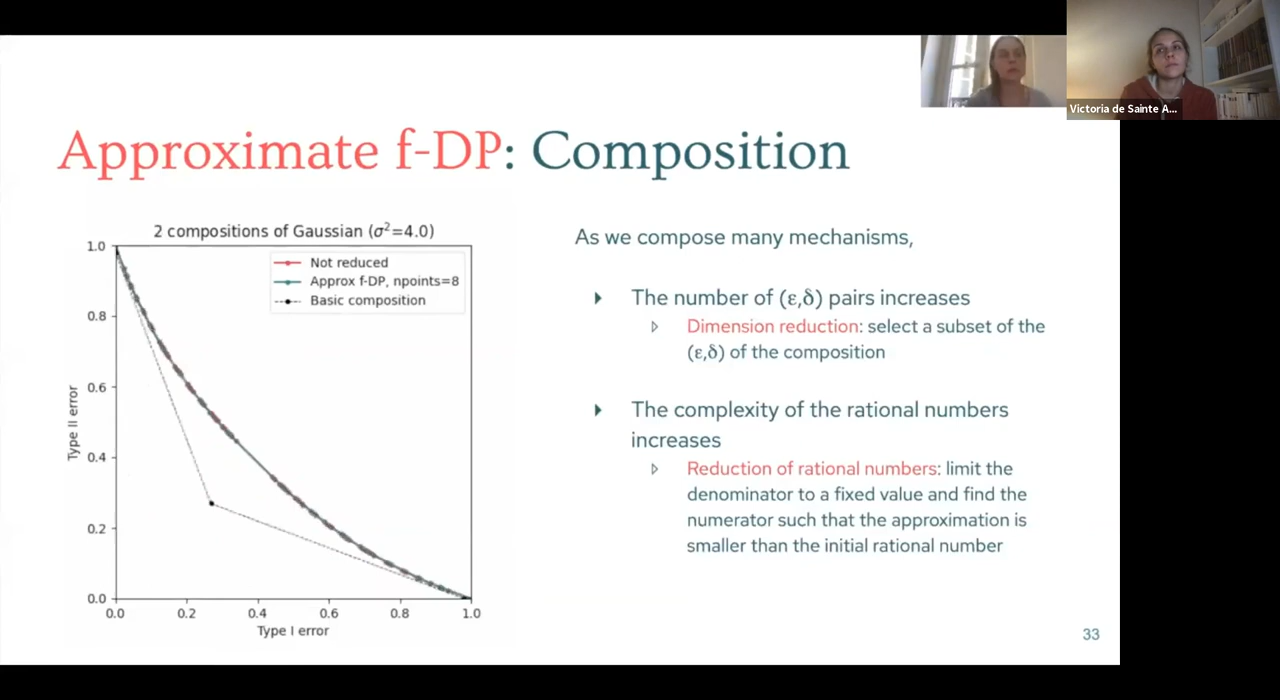 Victoria de Sainte A...
Approximate f-DP: Composition
2 compositions of Gaussian (σ²=4.0)
Not reduced
Approx f-DP, npoints=8
Basic composition
1.0
0.8
0.6
0.4
0.2
0.0
Type II error
0.0 0.2 0.4 0.6 0.8 1.0
Type I error
As we compose many mechanisms,
The number of (ε,δ) pairs increases
Dimension reduction: select a subset of the
(ε,δ) of the composition
The complexity of the rational numbers
increases
Reduction of rational numbers: limit the
denominator to a fixed value and find the
numerator such that the approximation is
smaller than the initial rational number
33